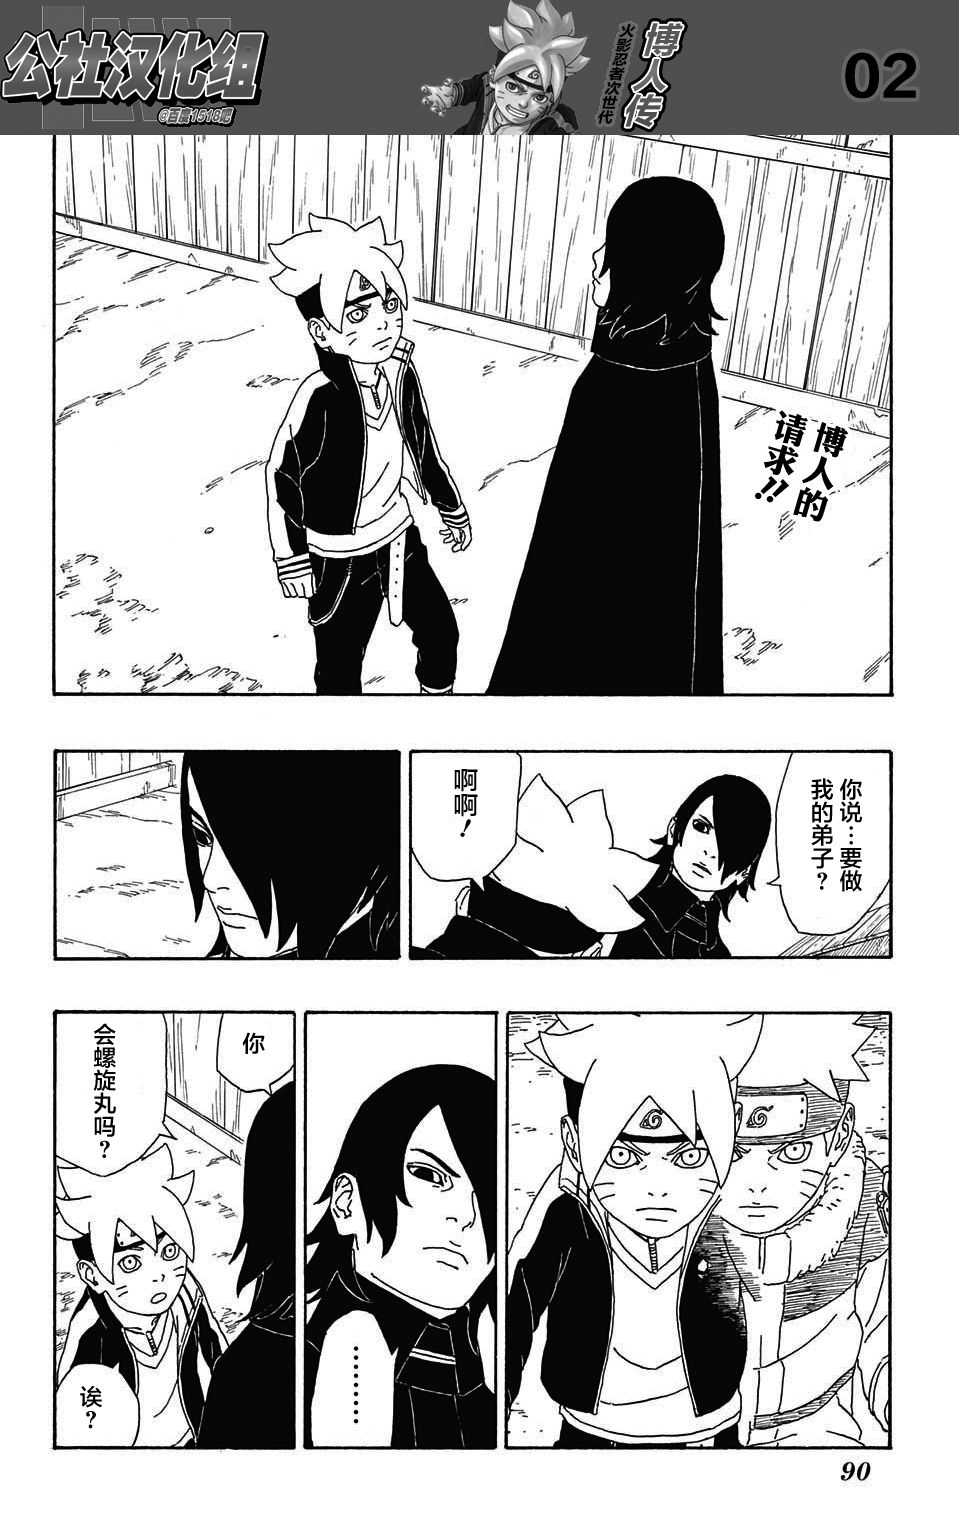 公社汉化组
@百度1516吧
博人传
火影忍者次世代
02
博人的
请求!!
你说…要做
我的弟子?
啊啊!
………
你
会螺旋丸吗?
诶?
90